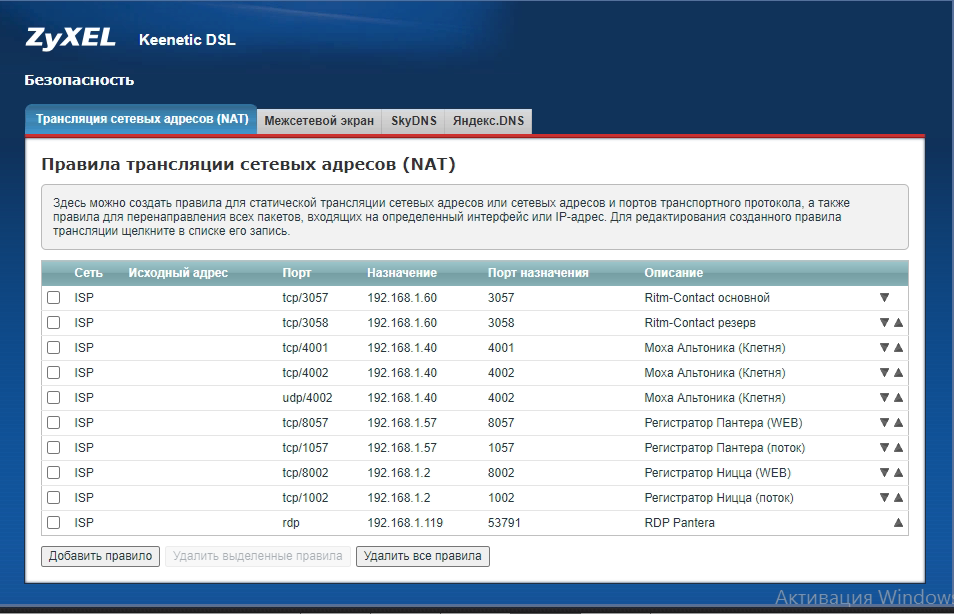 ZyXEL Keenetic DSL
Безопасность
Трансляция сетевых адресов (NAT) Межсетевой экран SkyDNS Яндекс.DNS
Правила трансляции сетевых адресов (NAT)
Здесь можно создать правила для статической трансляции сетевых адресов или сетевых адресов и портов транспортного протокола, а также
правила для перенаправления всех пакетов, входящих на определенный интерфейс или IP-адрес. Для редактирования созданного правила
трансляции щелкните в списке его запись.
Сеть Исходный адрес Порт Назначение Порт назначения Описание
ISP tcp/3057 192.168.1.60 3057 Ritm-Contact основной
ISP tcp/3058 192.168.1.60 3058 Ritm-Contact резерв
ISP tcp/4001 192.168.1.40 4001 Моха Альтоника (Клетня)
ISP tcp/4002 192.168.1.40 4002 Моха Альтоника (Клетня)
ISP udp/4002 192.168.1.40 4002 Моха Альтоника (Клетня)
ISP tcp/8057 192.168.1.57 8057 Регистратор Пантера (WEB)
ISP tcp/1057 192.168.1.57 1057 Регистратор Пантера (поток)
ISP tcp/8002 192.168.1.2 8002 Регистратор Ницца (WEB)
ISP tcp/1002 192.168.1.2 1002 Регистратор Ницца (поток)
ISP rdp 192.168.1.119 53791 RDP Pantera
Добавить правило Удалить выделенные правила Удалить все правила
Активация Windows